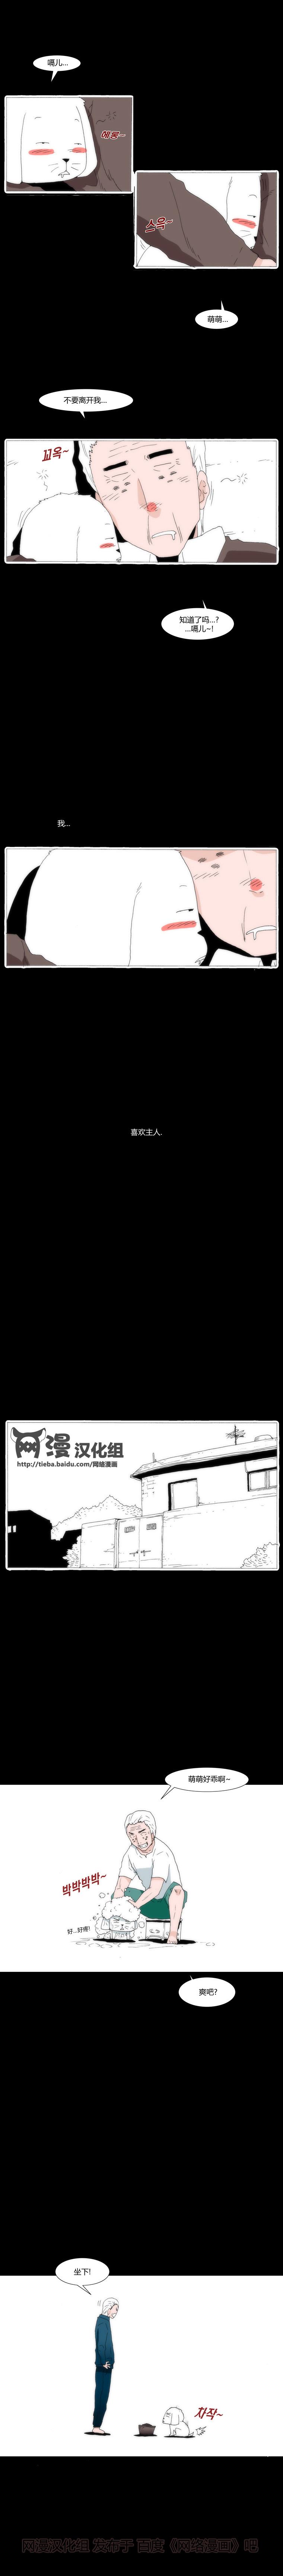 嗝儿...
헤롱~
스윽~
萌萌...
不要离开我...
꼬옥~
知道了吗...?
...嗝儿~!
我...
喜欢主人.
网漫 汉化组
http://tieba.baidu.com/网络漫画
萌萌好乖啊~
박박박박~
好...好疼!
爽吧?
坐下!
차작~
网漫汉化组 发布于 百度《网络漫画》吧